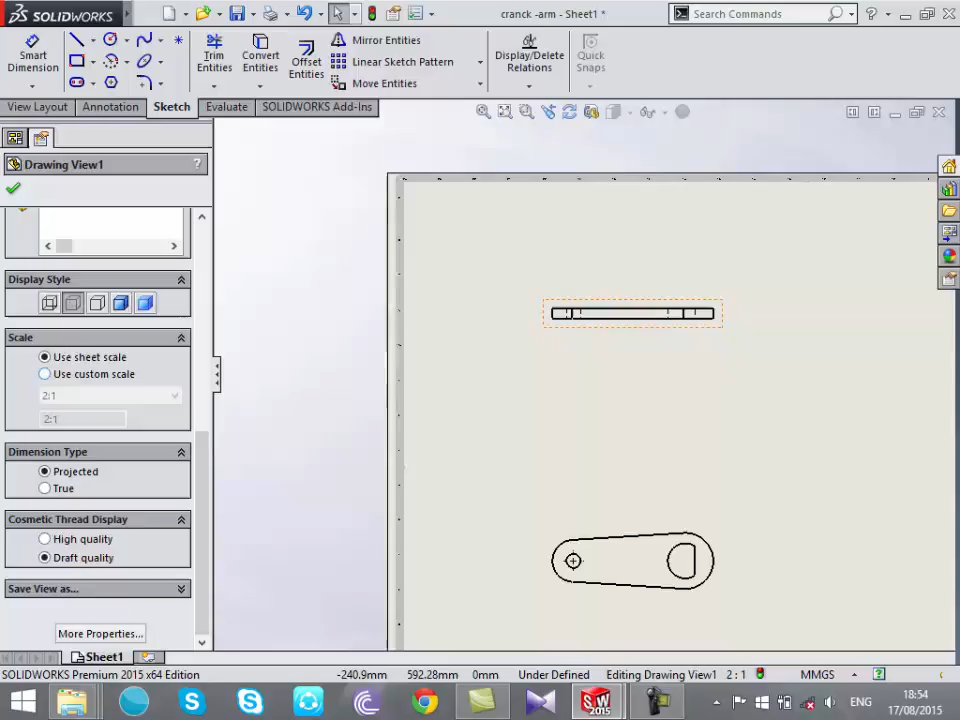 SOLIDWORKS
cranck -arm - Sheet1 *
Search Commands
?
Smart Dimension
Trim Entities
Convert Entities
Offset Entities
Mirror Entities
Linear Sketch Pattern
Move Entities
Display/Delete Relations
Quick Snaps
View Layout
Annotation
Sketch
Evaluate
SOLIDWORKS Add-Ins
Drawing View1
?
Display Style
Scale
Use sheet scale
Use custom scale
2:1
2:1
Dimension Type
Projected
True
Cosmetic Thread Display
High quality
Draft quality
Save View as...
More Properties...
Sheet1
SOLIDWORKS Premium 2015 x64 Edition
-240.9mm
592.28mm
0mm
Under Defined
Editing Drawing View1
2 : 1
MMGS
?
SW
2015
ENG
18:54
17/08/2015